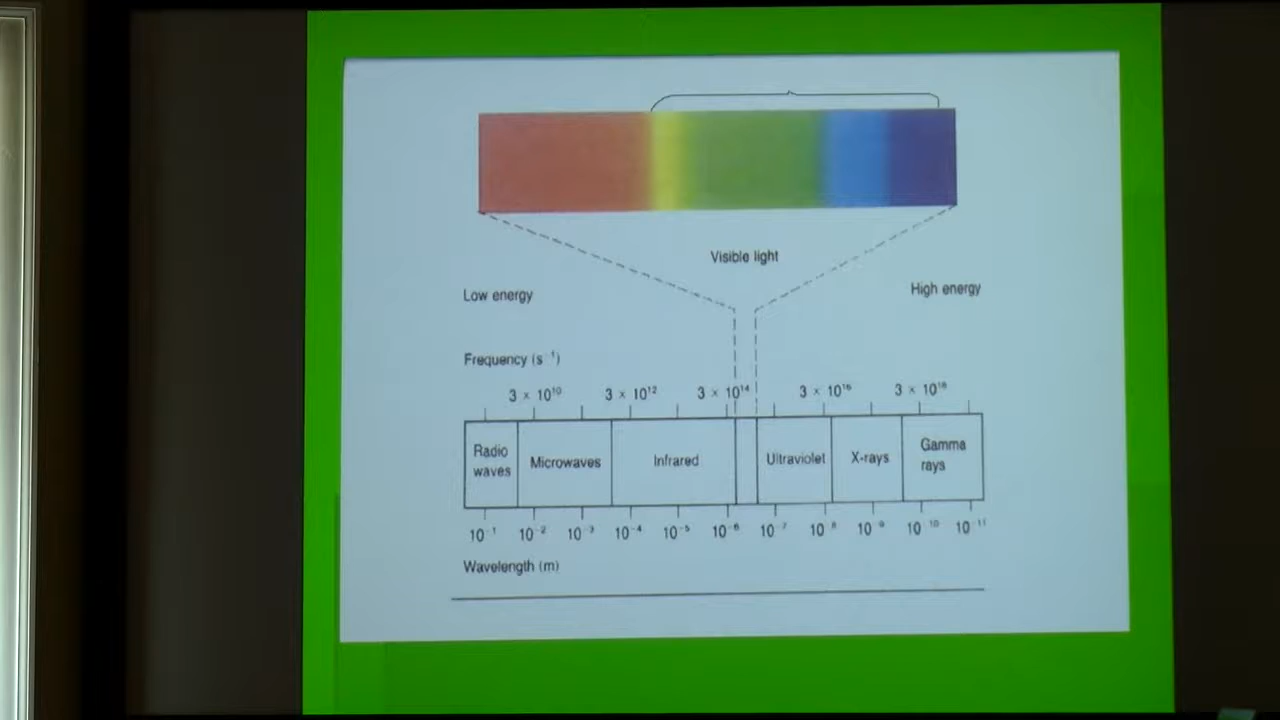 Visible light
Low energy
High energy
Frequency (s⁻¹)
3 × 10¹⁰ 3 × 10¹² 3 × 10¹⁴ 3 × 10¹⁶ 3 × 10¹⁸
Radio waves
Microwaves
Infrared
Ultraviolet
X-rays
Gamma rays
10⁻¹ 10⁻² 10⁻³ 10⁻⁴ 10⁻⁵ 10⁻⁶ 10⁻⁷ 10⁻⁸ 10⁻⁹ 10⁻¹⁰ 10⁻¹¹
Wavelength (m)